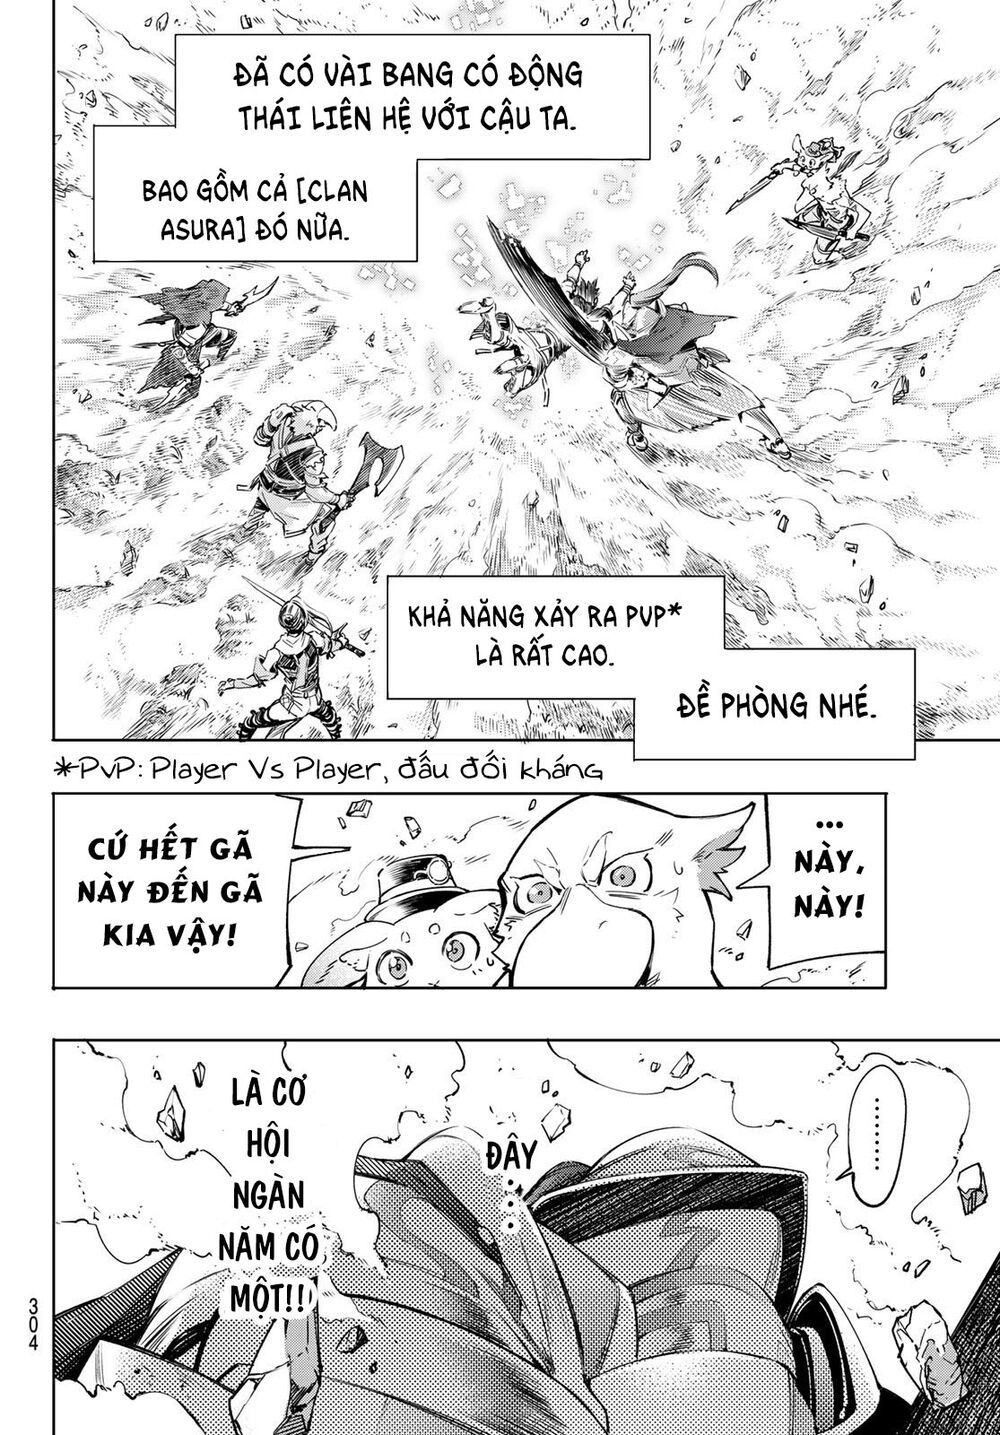 ĐÃ CÓ VÀI BANG CÓ ĐỘNG
THÁI LIÊN HỆ VỚI CẬU TA.
BAO GỒM CẢ [CLAN
ASURA] ĐÓ NỮA.
KHẢ NĂNG XẢY RA PVP*
LÀ RẤT CAO.
ĐỀ PHÒNG NHÉ.
*PvP: Player Vs Player, đấu đối kháng
...
NÀY,
NÀY!
CỨ HẾT GÃ
NÀY ĐẾN GÃ
KIA VẬY!
......
ĐÂY
...
LÀ CƠ
HỘI
NGÀN
NĂM CÓ
MỘT!!
304